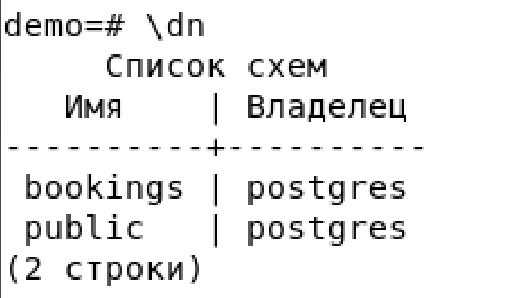 demo=# \dn
Список схем
Имя | Владелец
----------+----------
bookings | postgres
public | postgres
(2 строки)